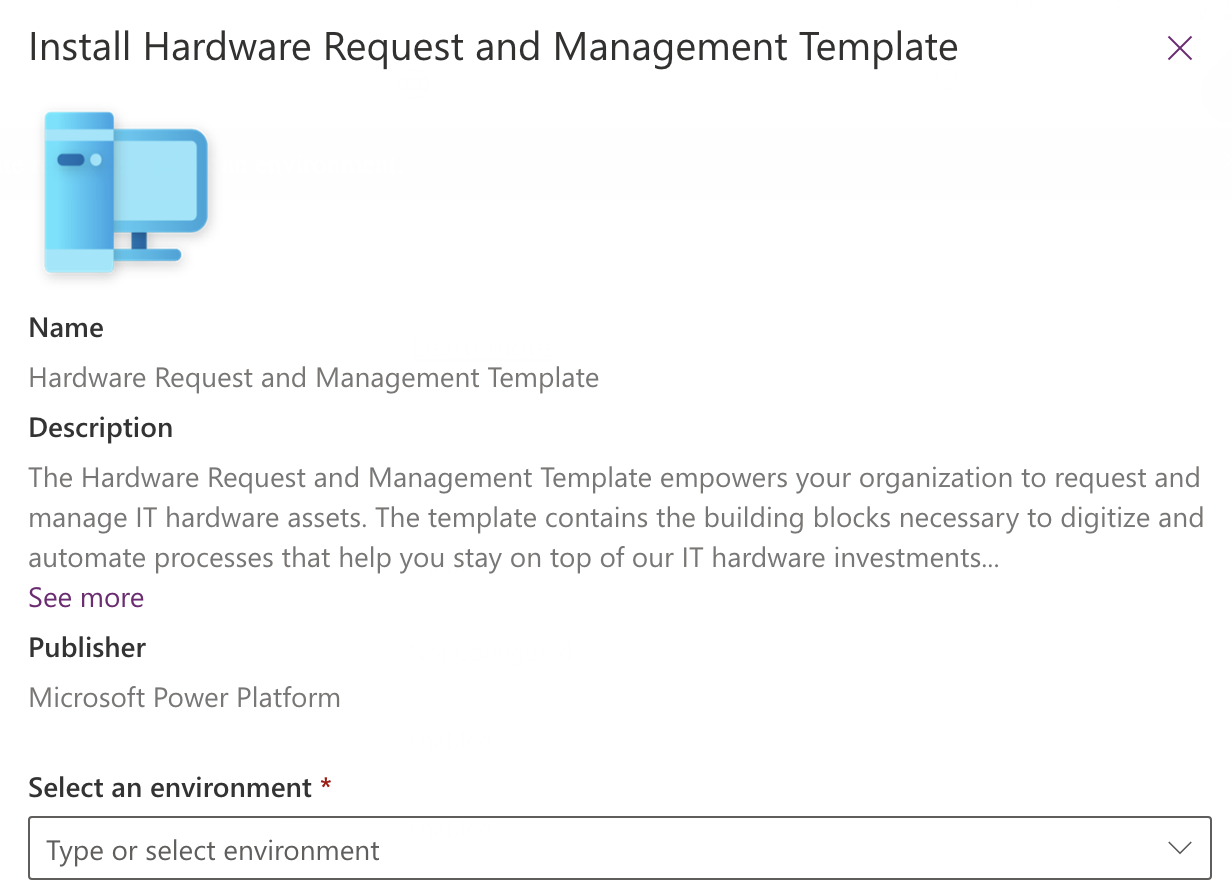 Install Hardware Request and Management Template
Name
Hardware Request and Management Template
Description
The Hardware Request and Management Template empowers your organization to request and
manage IT hardware assets. The template contains the building blocks necessary to digitize and
automate processes that help you stay on top of our IT hardware investments...
See more
Publisher
Microsoft Power Platform
Select an environment *
Type or select environment